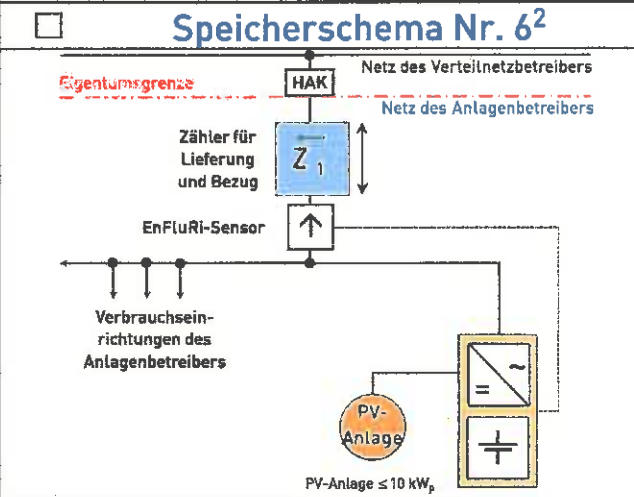 Speicherschema Nr. 6²
Netz des Verteilnetzbetreibers
Eigentumsgrenze
HAK
Netz des Anlagenbetreibers
Zähler für
Lieferung
und Bezug
Z 1
EnFluRi-Sensor
Verbrauchsein-
richtungen des
Anlagenbetreibers
PV-
Anlage
= ~
PV-Anlage ≤ 10 kWp